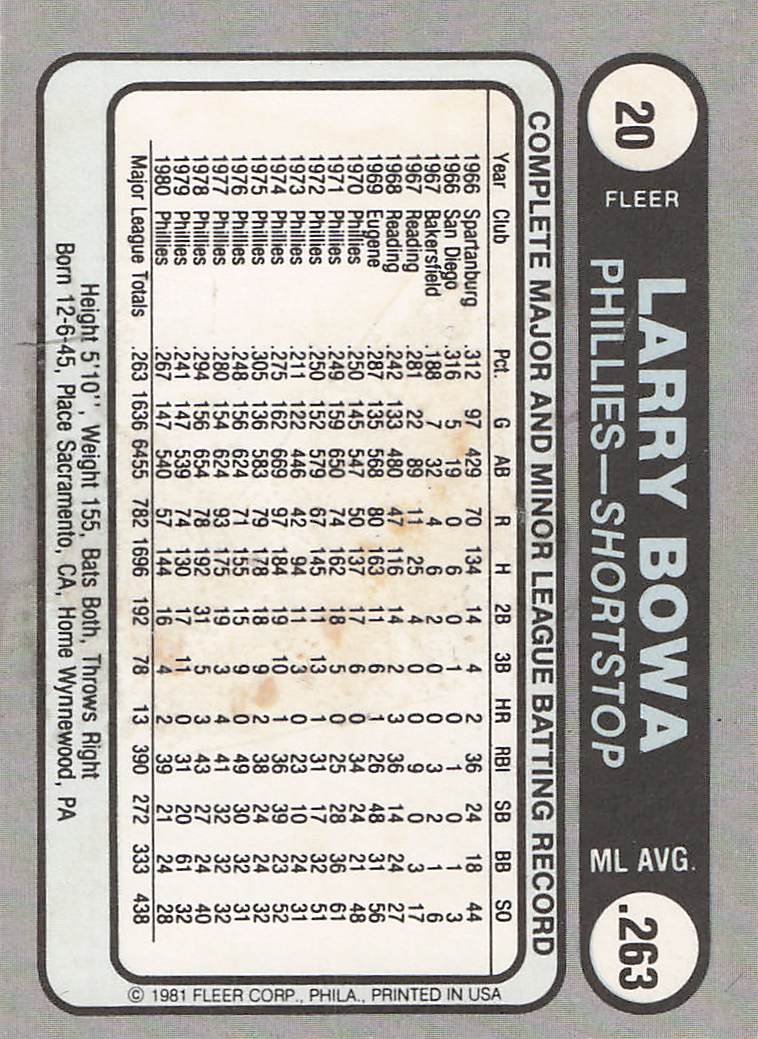 20 FLEER LARRY BOWA ML AVG. .263
PHILLIES—SHORTSTOP
COMPLETE MAJOR AND MINOR LEAGUE BATTING RECORD
Year Club Pct. G AB R H 2B 3B HR RBI SB BB SO
1966 Spartanburg .312 97 429 70 134 14 4 2 36 24 18 44
1966 San Diego .316 5 19 0 6 0 1 0 1 0 1 3
1967 Bakersfield .188 7 32 4 6 2 0 0 3 2 1 6
1967 Reading .281 22 89 11 25 4 0 0 9 0 3 17
1968 Reading .242 133 480 47 116 14 2 3 36 14 24 27
1969 Eugene .287 135 568 80 163 11 6 1 26 48 31 56
1970 Phillies .250 145 547 50 137 17 6 0 34 24 21 48
1971 Phillies .249 159 650 74 162 18 5 0 25 28 36 61
1972 Phillies .250 152 579 67 145 11 13 1 31 17 32 51
1973 Phillies .211 122 446 42 94 11 3 0 23 10 24 31
1974 Phillies .275 162 669 97 184 19 10 1 36 39 23 52
1975 Phillies .305 136 583 79 178 18 9 2 38 24 24 32
1976 Phillies .248 156 624 71 155 15 9 0 49 30 32 31
1977 Phillies .280 154 624 93 175 19 3 4 41 32 32 32
1978 Phillies .294 156 654 78 192 31 5 3 43 27 24 40
1979 Phillies .241 147 539 74 130 17 11 0 31 20 61 32
1980 Phillies .267 147 540 57 144 16 4 2 39 21 24 28
Major League Totals .263 1636 6455 782 1696 192 78 13 390 272 333 438
Height 5'10'', Weight 155, Bats Both, Throws Right
Born 12-6-45, Place Sacramento, CA, Home Wynnewood, PA
© 1981 FLEER CORP., PHILA., PRINTED IN USA